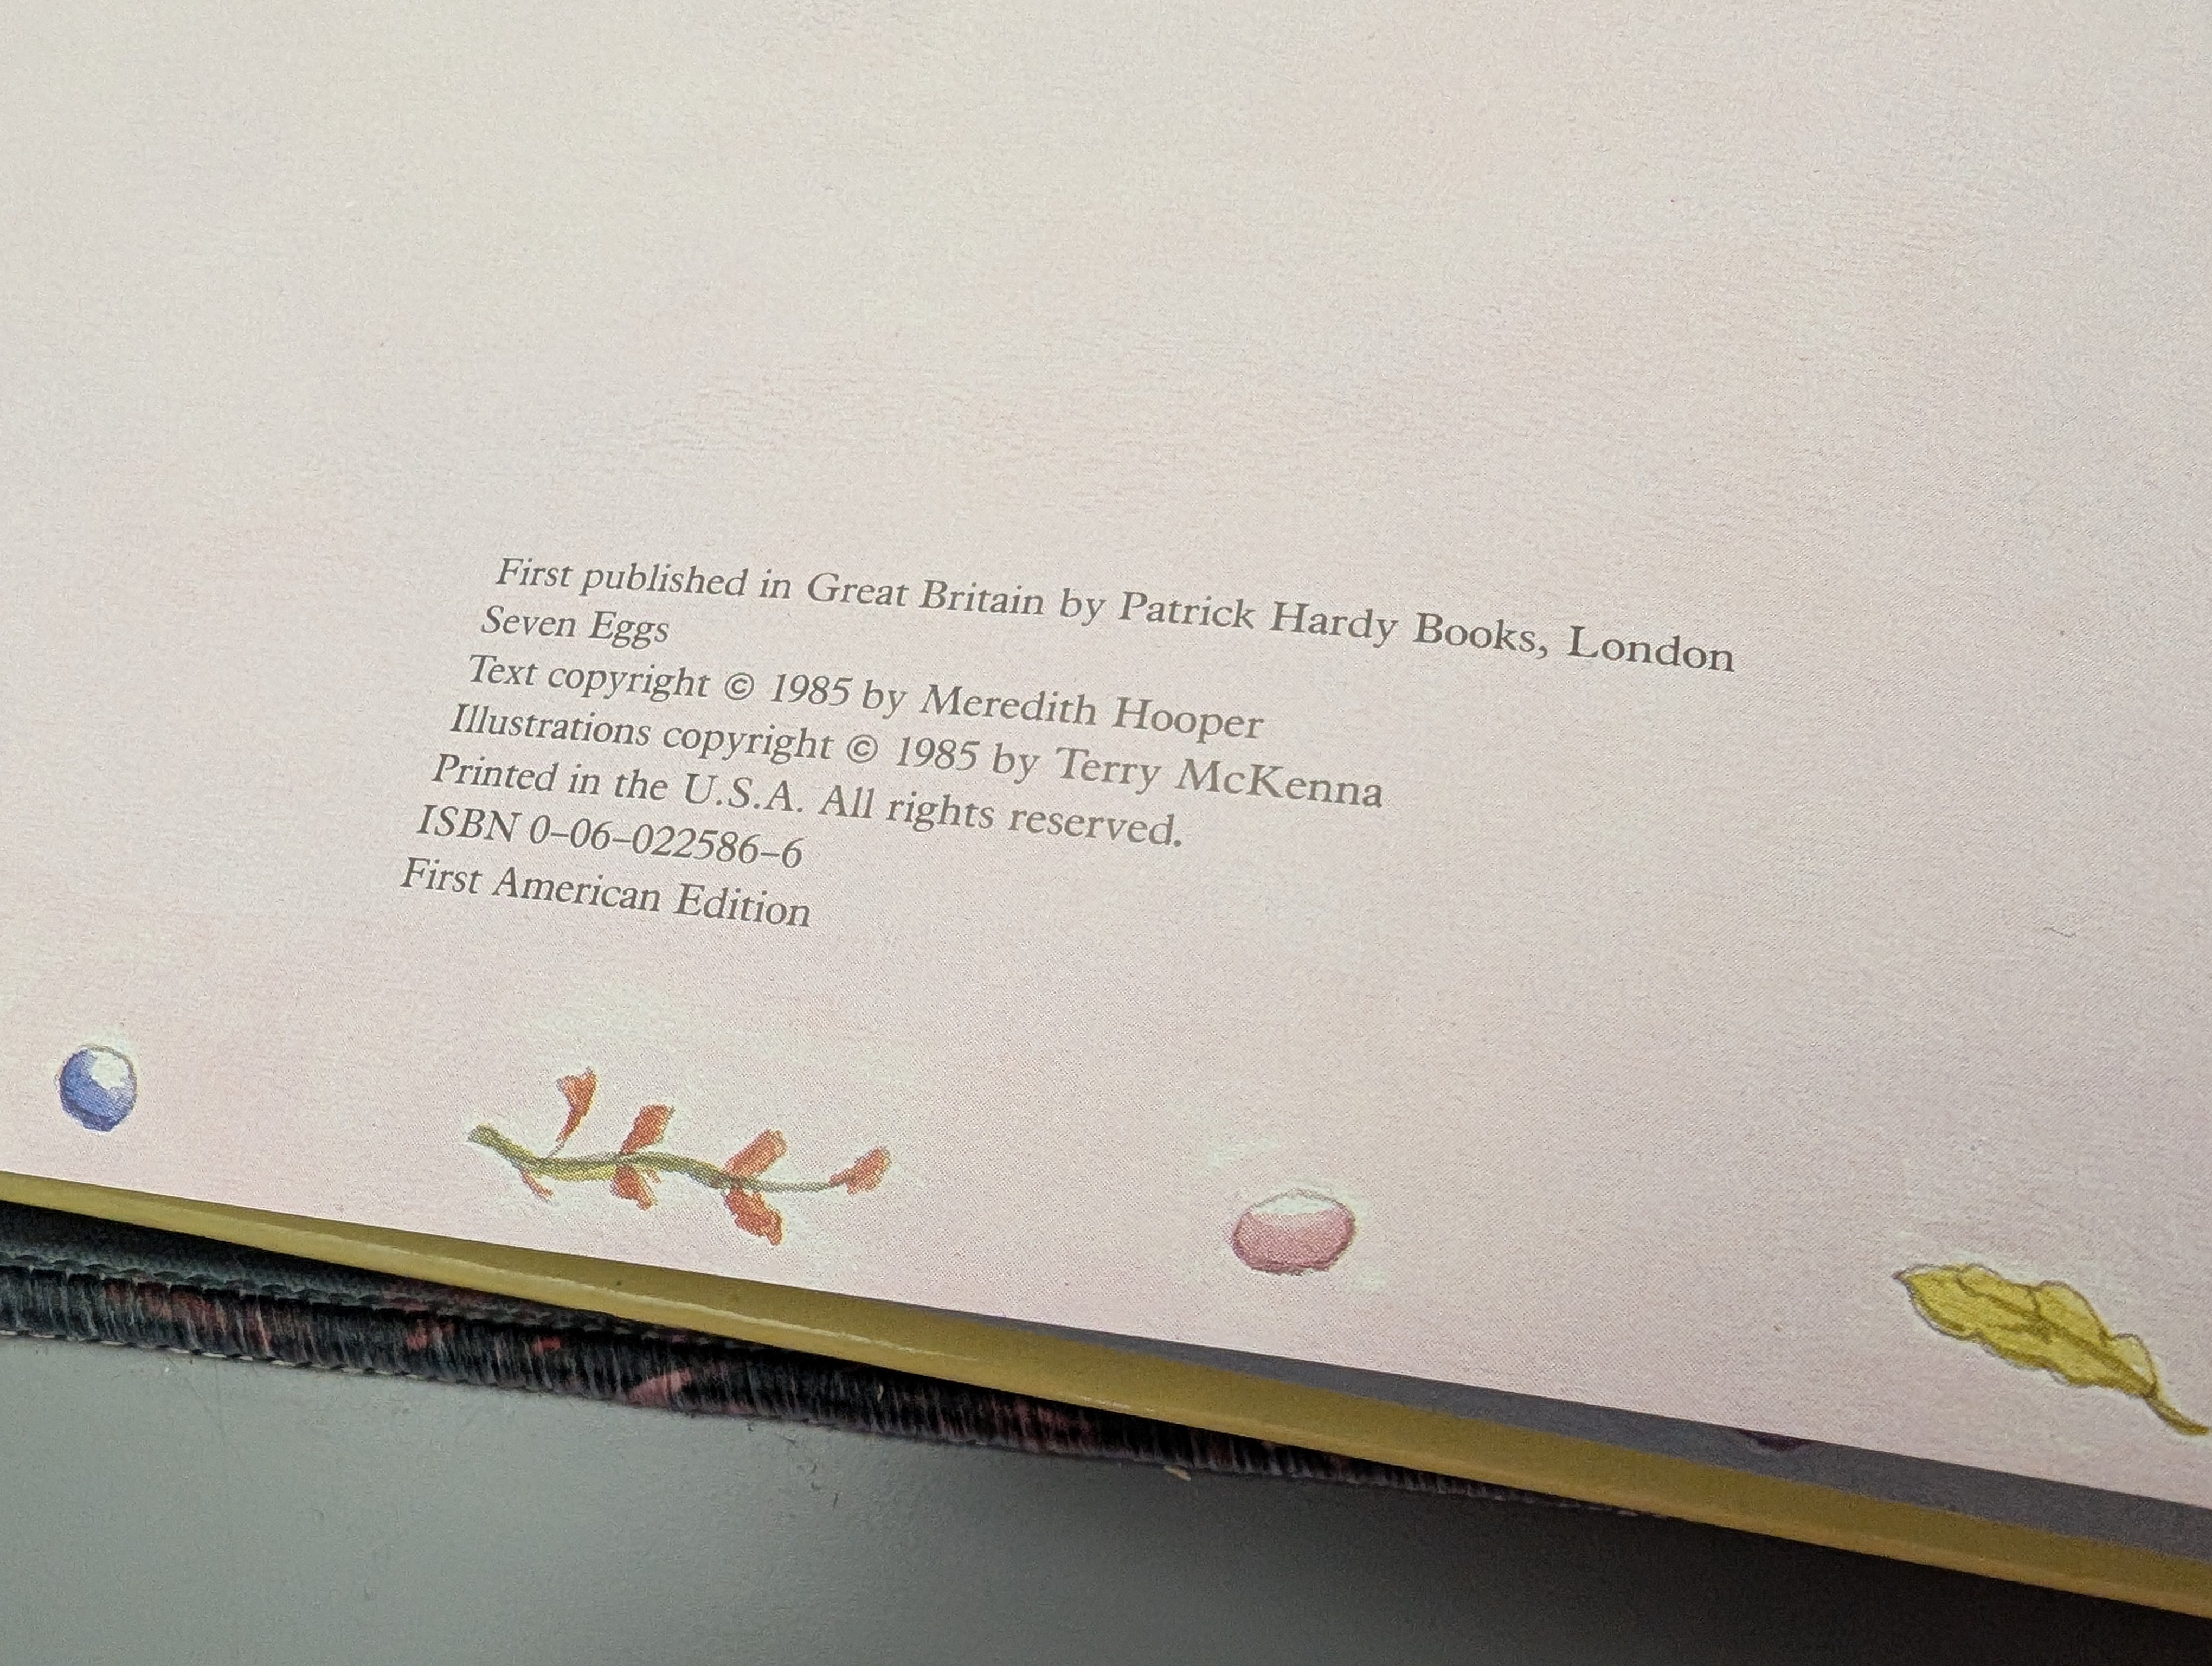 First published in Great Britain by Patrick Hardy Books, London
Seven Eggs
Text copyright © 1985 by Meredith Hooper
Illustrations copyright © 1985 by Terry McKenna
Printed in the U.S.A. All rights reserved.
ISBN 0–06–022586–6
First American Edition